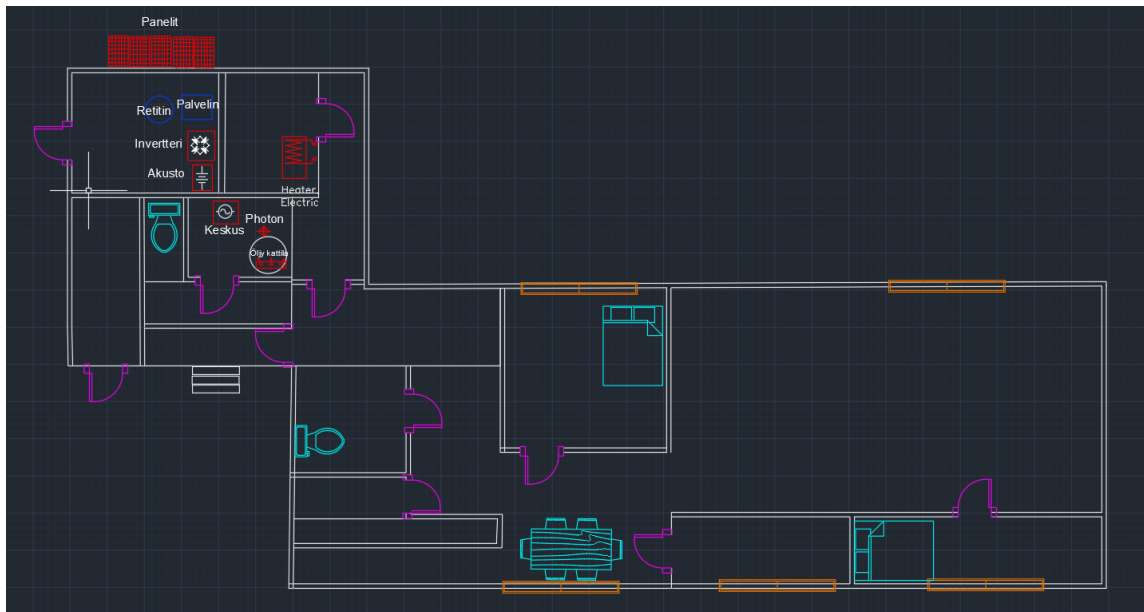 Panelit
Retitin
Palvelin
Invertteri
Akusto
Heater
Electric
Keskus
Photon
Öljy kattila